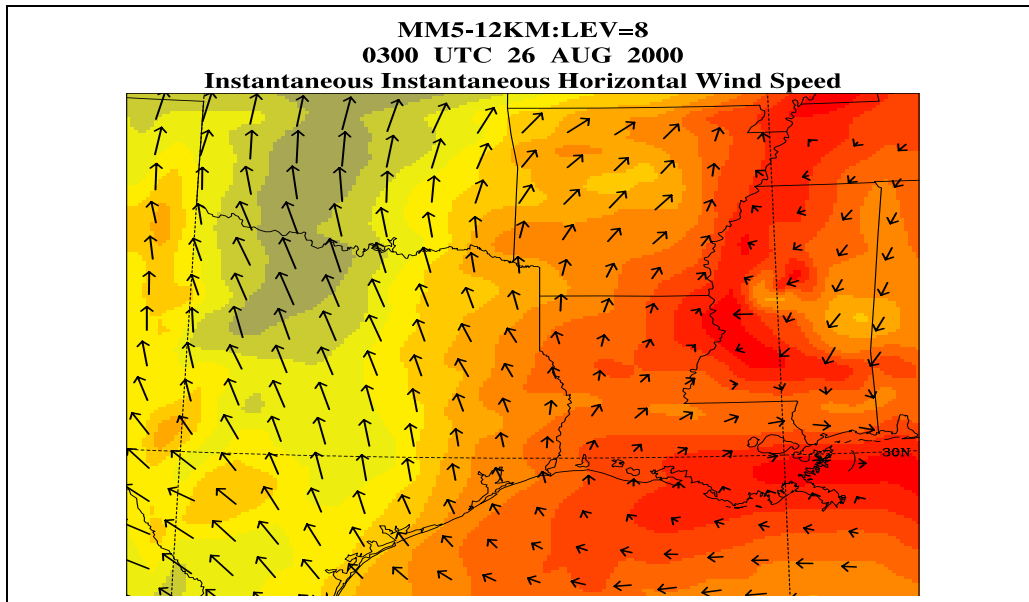 MM5-12KM:LEV=8
0300 UTC 26 AUG 2000
Instantaneous Instantaneous Horizontal Wind Speed
30N